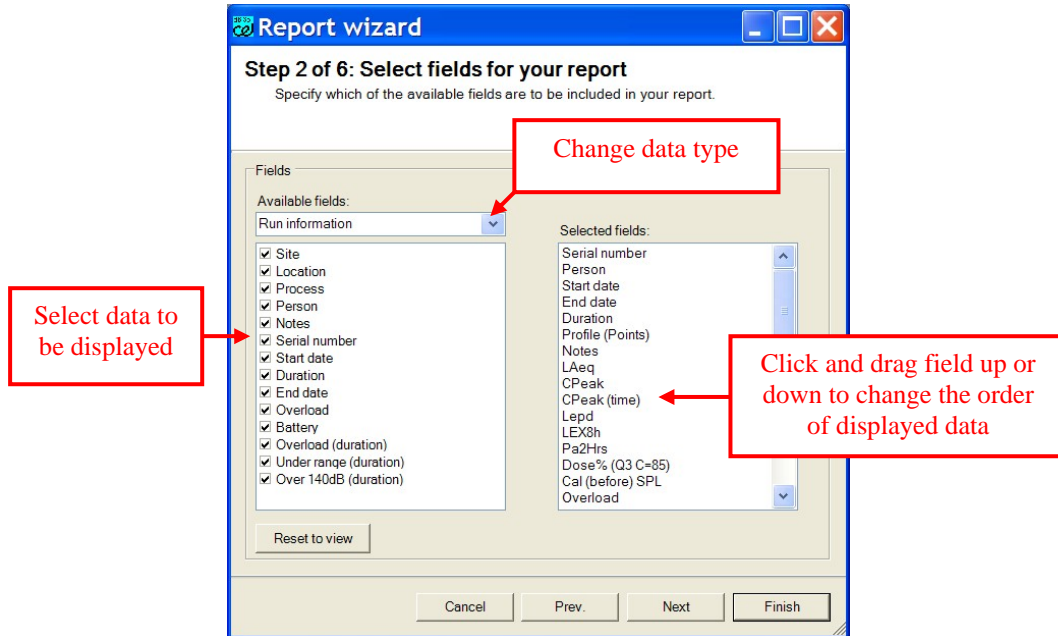 Report wizard
Step 2 of 6: Select fields for your report
Specify which of the available fields are to be included in your report.
Change data type
Fields
Available fields:
Run information
Site
Location
Process
Person
Notes
Serial number
Start date
Duration
End date
Overload
Battery
Overload (duration)
Under range (duration)
Over 140dB (duration)
Select data to
be displayed
Selected fields:
Serial number
Person
Start date
End date
Duration
Profile (Points)
Notes
LAeq
CPeak
CPeak (time)
Lepd
LEX8h
Pa2Hrs
Dose% (Q3 C=85)
Cal (before) SPL
Overload
Click and drag field up or
down to change the order
of displayed data
Reset to view
Cancel
Prev.
Next
Finish